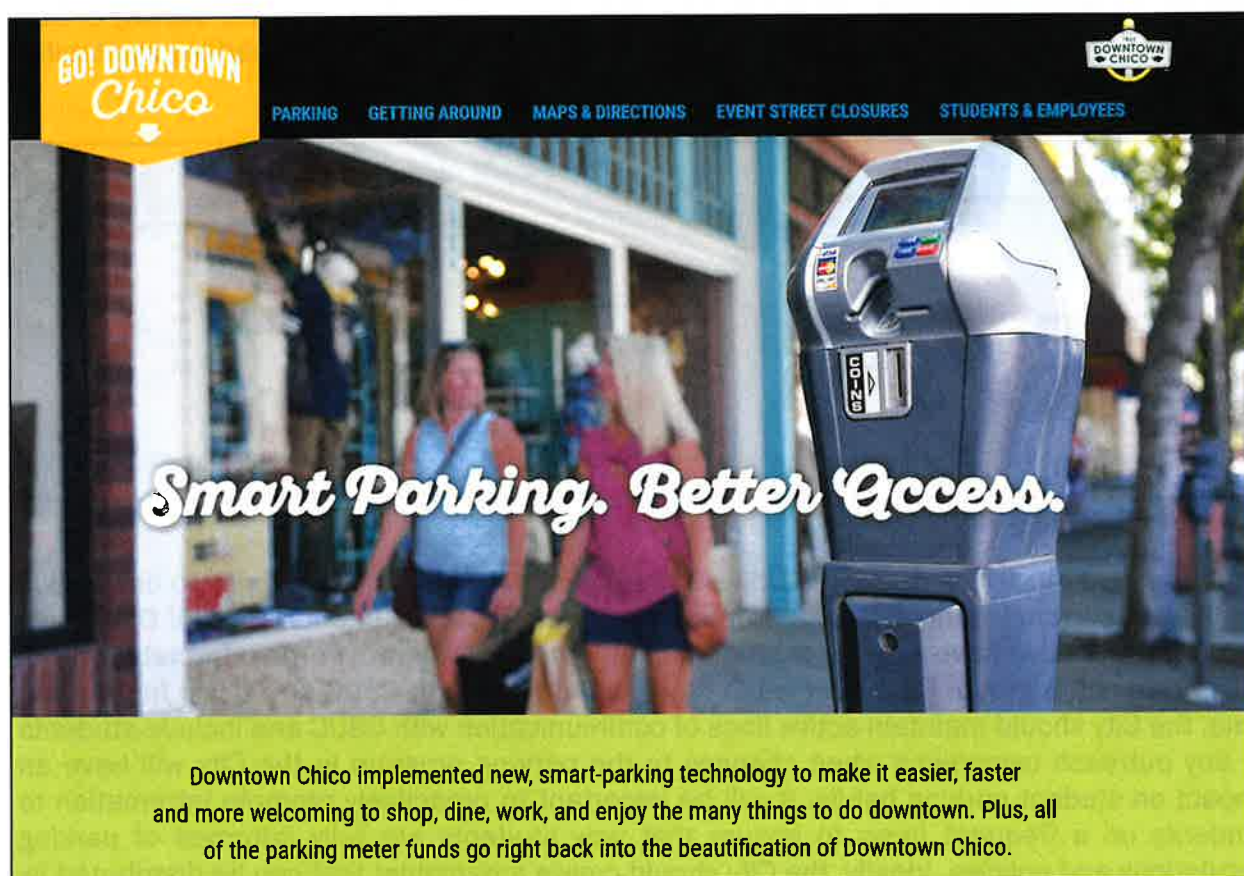 GO! DOWNTOWN
Chico
DOWNTOWN
CHICO
PARKING GETTING AROUND MAPS & DIRECTIONS EVENT STREET CLOSURES STUDENTS & EMPLOYEES
COINS
Smart Parking. Better Access.
Downtown Chico implemented new, smart-parking technology to make it easier, faster
and more welcoming to shop, dine, work, and enjoy the many things to do downtown. Plus, all
of the parking meter funds go right back into the beautification of Downtown Chico.